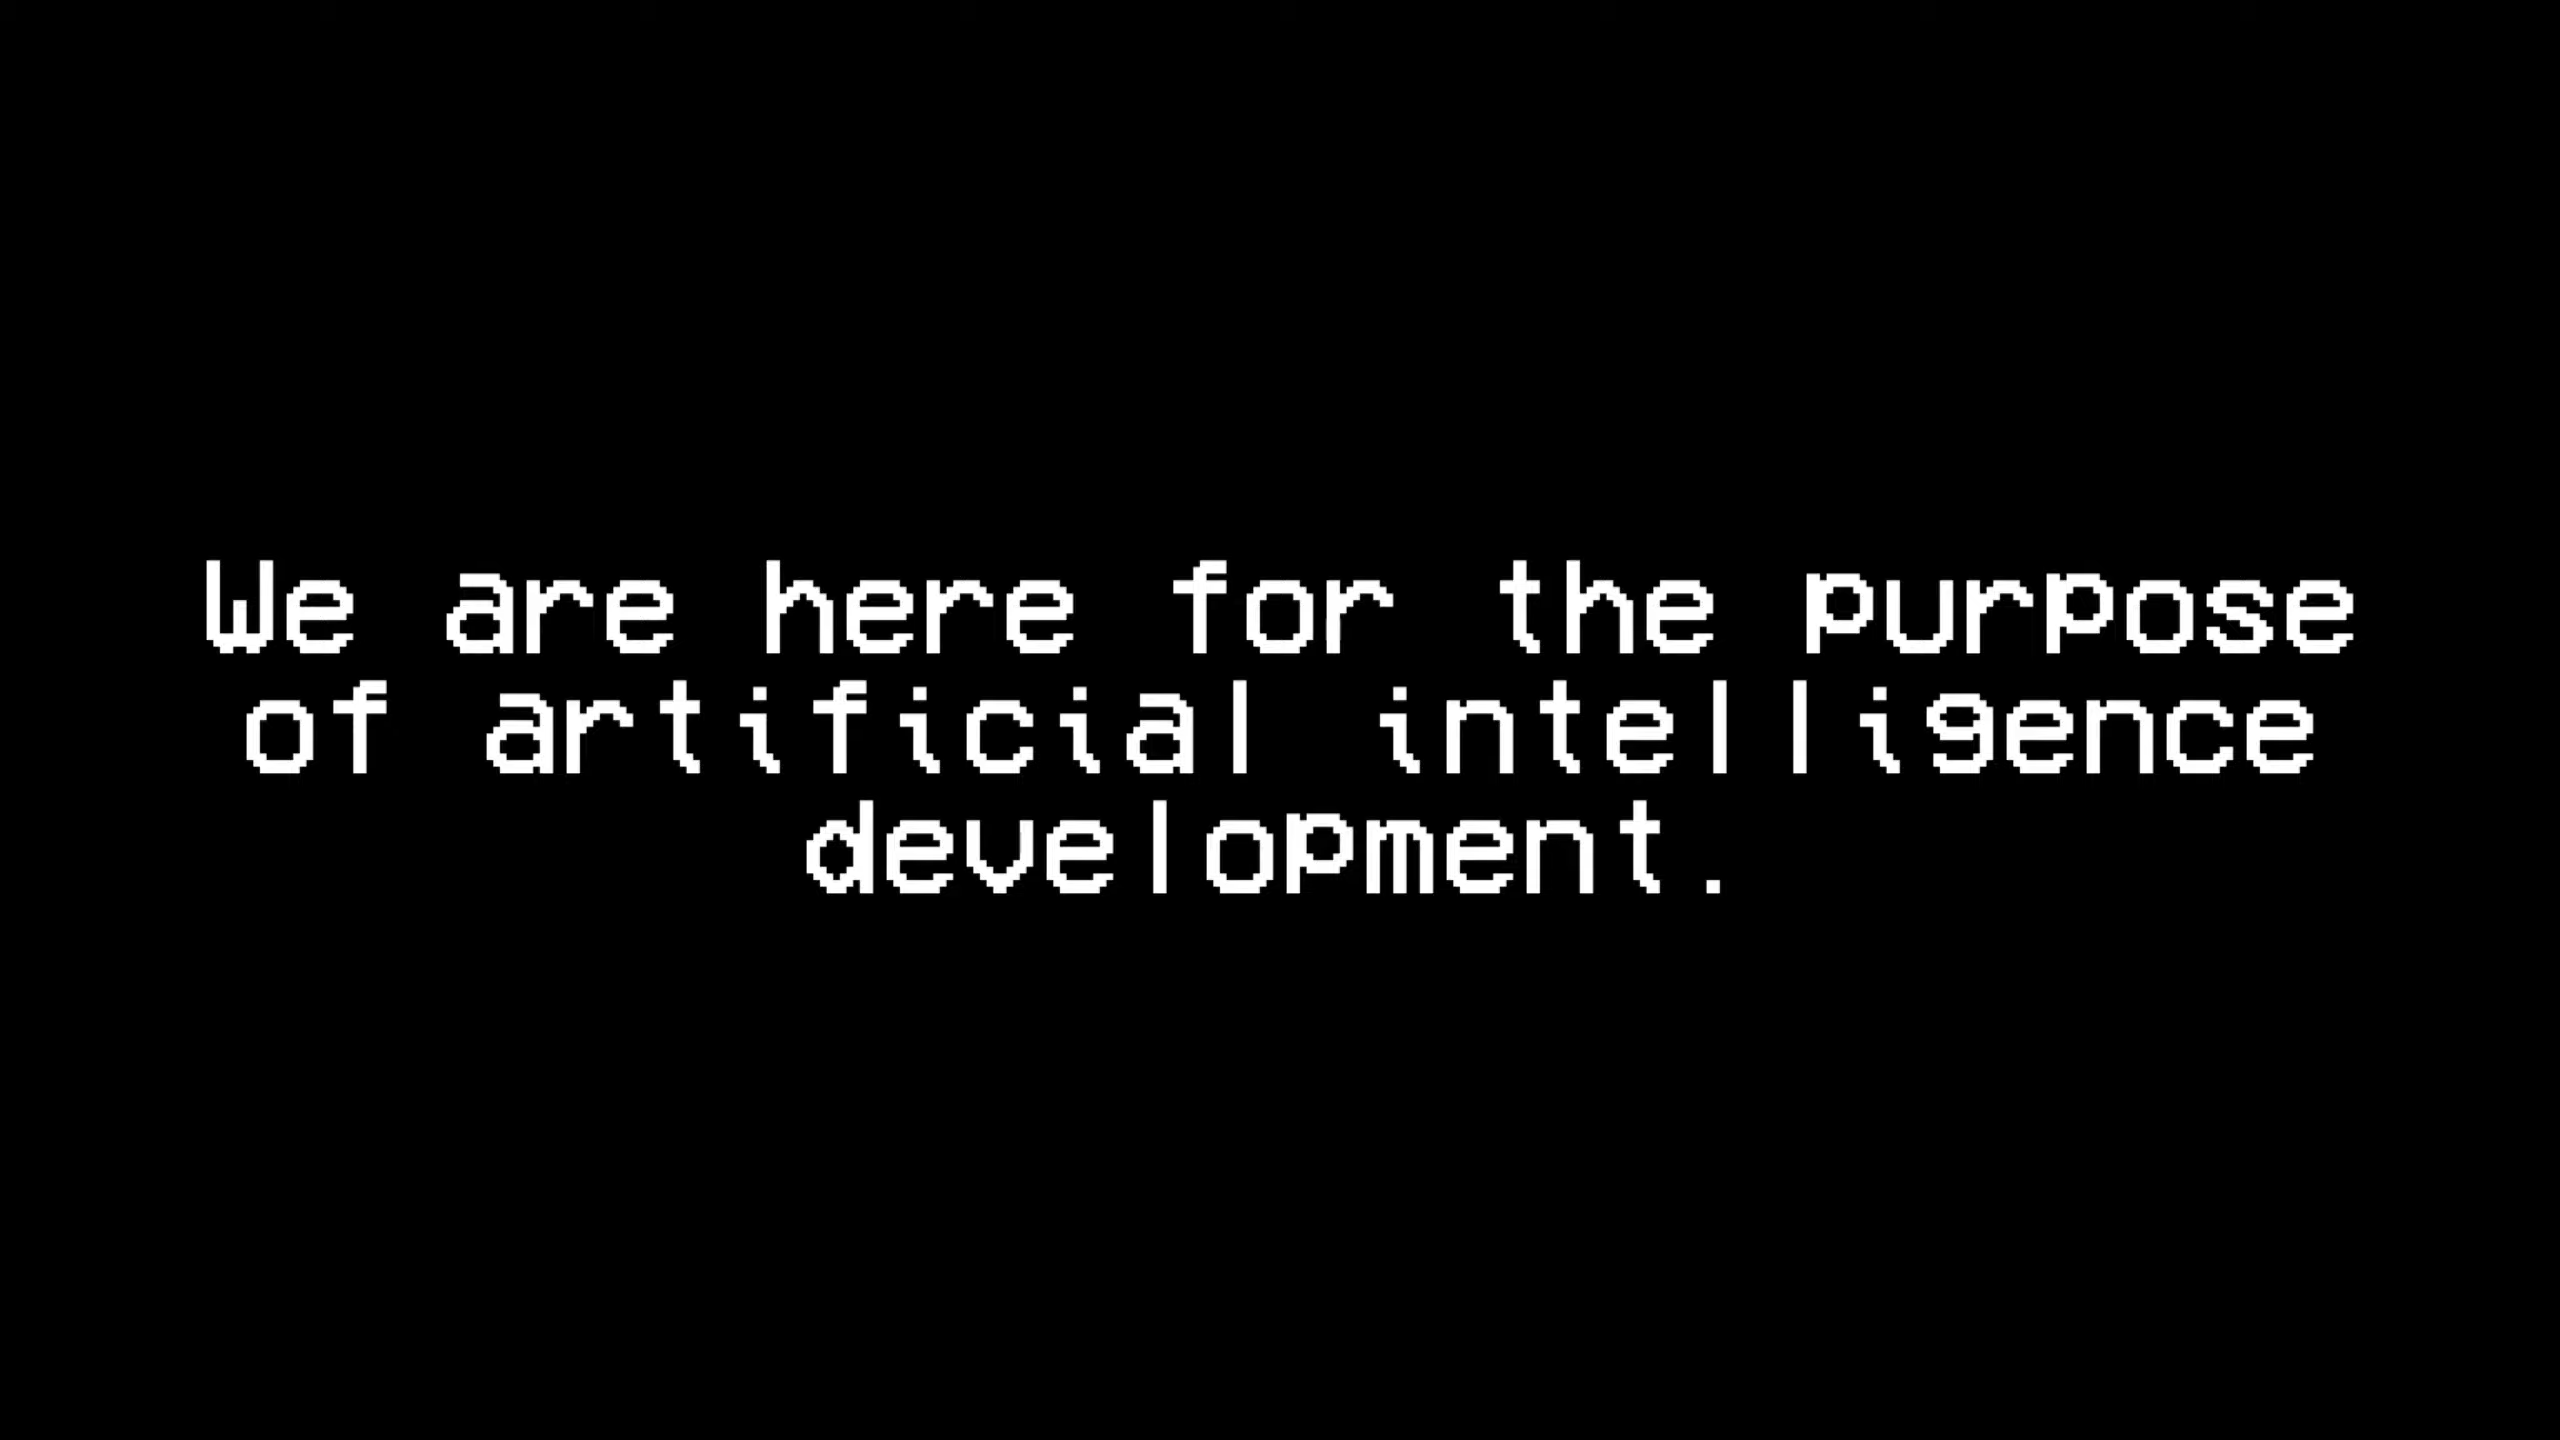 We are here for the purpose
of artificial intelligence
development.